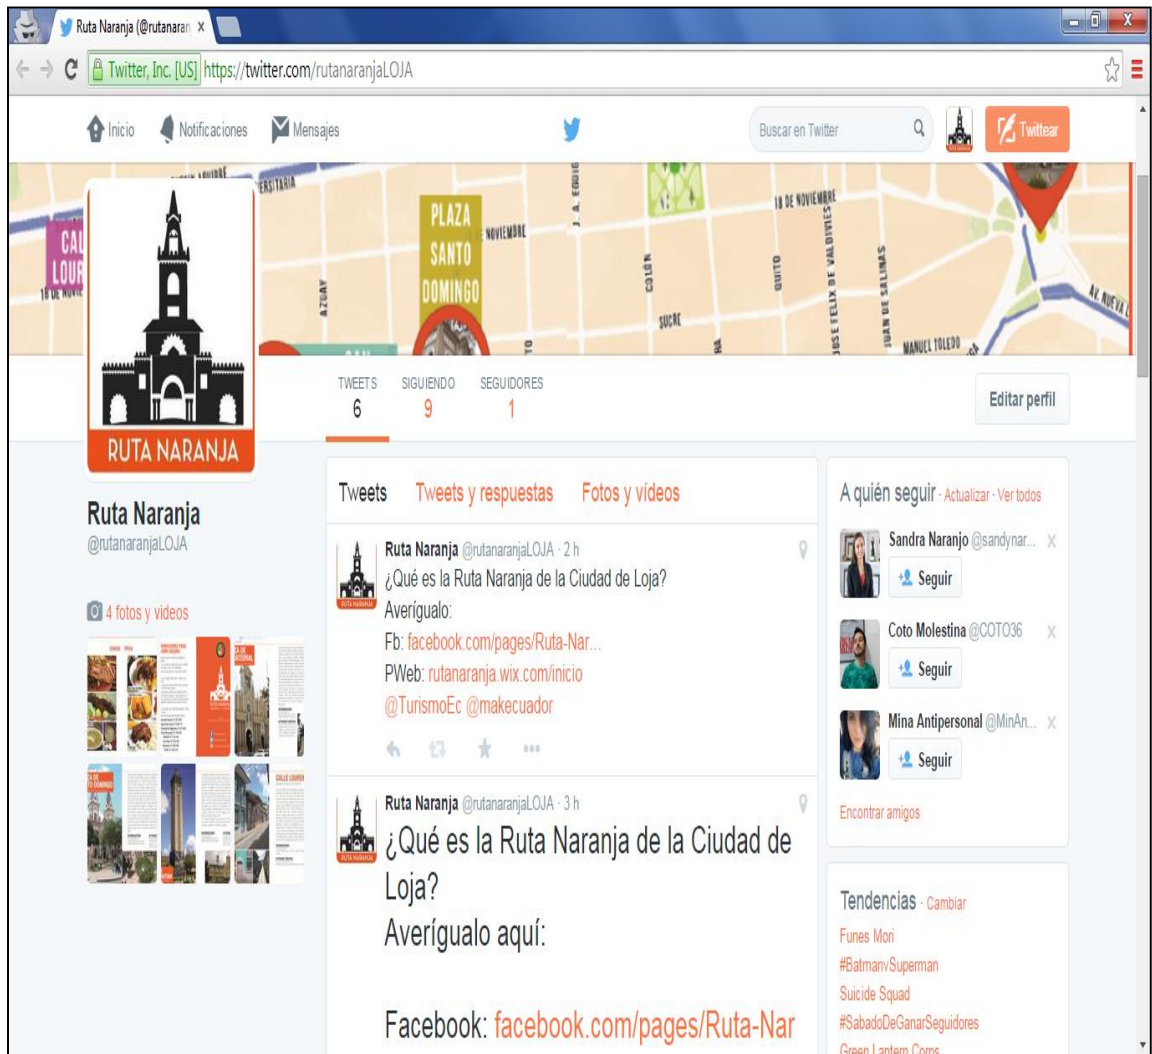 Ruta Naranja (@rutanaran
Twitter, Inc. [US] https://twitter.com/rutanaranjaLOJA
Inicio
Notificaciones
Mensajes
Buscar en Twitter
Twittear
PLAZA
SANTO
DOMINGO
NOVIEMBRE
AZUAY
COLÓN
SUCRE
QUITO
18 DE NOVIEMBRE
JUAN DE SALINAS
MANUEL TOLEDO
AV. NUEVA
RUTA NARANJA
TWEETS
6
SIGUIENDO
9
SEGUIDORES
1
Editar perfil
Ruta Naranja
@rutanaranjaLOJA
4 fotos y videos
CALLE LOURDES
Tweets
Tweets y respuestas
Fotos y vídeos
Ruta Naranja @rutanaranjaLOJA · 2 h
¿Qué es la Ruta Naranja de la Ciudad de Loja?
Averígualo:
Fb: facebook.com/pages/Ruta-Nar...
PWeb: rutanaranja.wix.com/inicio
@TurismoEc @makecuador
Ruta Naranja @rutanaranjaLOJA · 3 h
¿Qué es la Ruta Naranja de la Ciudad de
Loja?
Averígualo aquí:
Facebook: facebook.com/pages/Ruta-Nar
A quién seguir · Actualizar · Ver todos
Sandra Naranjo @sandynar...
Seguir
Coto Molestina @COTO36
Seguir
Mina Antipersonal @MinAn...
Seguir
Encontrar amigos
Tendencias · Cambiar
Funes Mori
#BatmanvSuperman
Suicide Squad
#SabadoDeGanarSeguidores
Green Lantern Corps